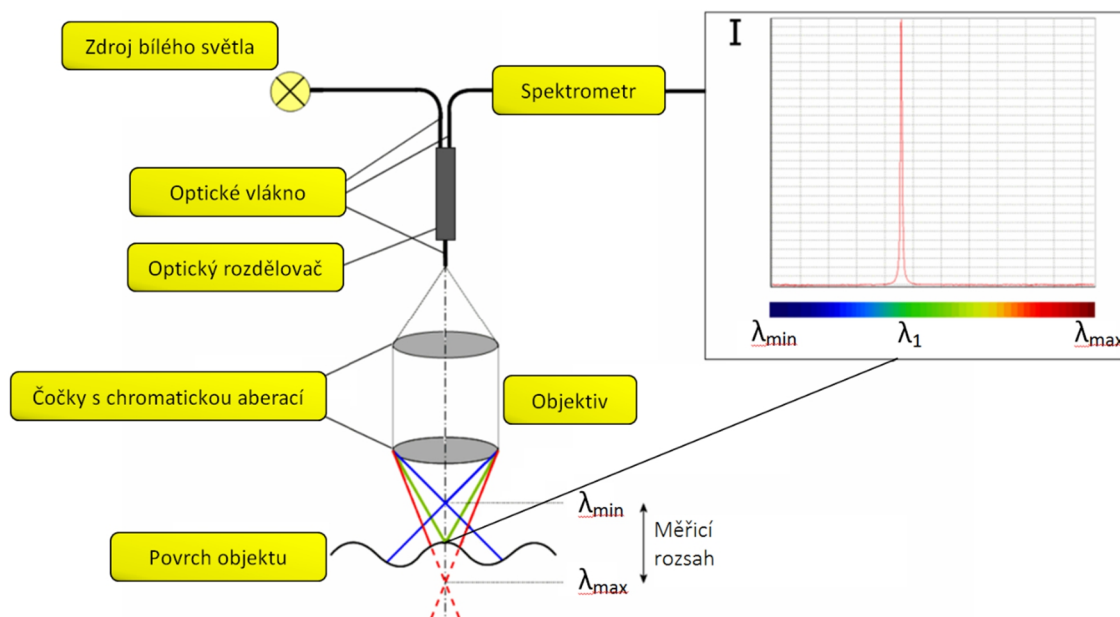 Zdroj bílého světla
Spektrometr
I
Optické vlákno
Optický rozdělovač
λmin
λ1
λmax
Čočky s chromatickou aberací
Objektiv
λmin
Měřicí
rozsah
Povrch objektu
λmax